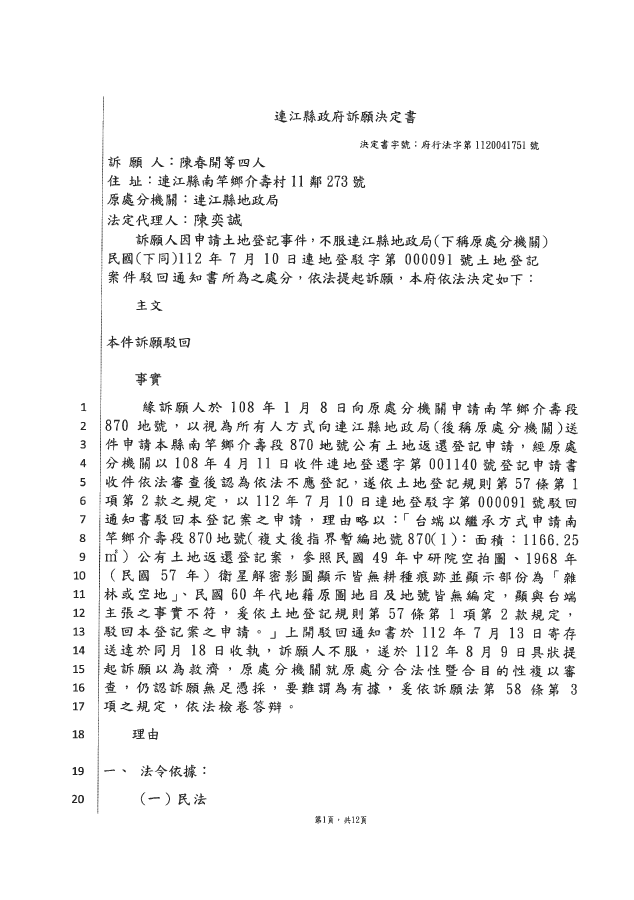 連江縣政府訴願決定書
決定書字號：府行法字第 1120041751 號
訴 願 人：陳春開等四人
住 址：連江縣南竿鄉介壽村 11 鄰 273 號
原處分機關：連江縣地政局
法定代理人：陳奕誠
訴願人因申請土地登記事件，不服連江縣地政局(下稱原處分機關)
民國(下同)112 年 7 月 10 日連地登駁字第 000091 號土地登記
案件駁回通知書所為之處分，依法提起訴願，本府依法決定如下：
主文
本件訴願駁回
事實
1 緣訴願人於 108 年 1 月 8 日向原處分機關申請南竿鄉介壽段
2 870 地號，以視為所有人方式向連江縣地政局(後稱原處分機關)送
3 件申請本縣南竿鄉介壽段 870 地號公有土地返還登記申請，經原處
4 分機關以 108 年 4 月 11 日收件連地登還字第 001140 號登記申請書
5 收件依法審查後認為依法不應登記，遂依土地登記規則第 57 條第 1
6 項第 2 款之規定，以 112 年 7 月 10 日連地登駁字第 000091 號駁回
7 通知書駁回本登記案之申請，理由略以：「台端以繼承方式申請南
8 竿鄉介壽段 870 地號(複丈後指界暫編地號 870(1)：面積：1166.25
9 ㎡）公有土地返還登記案，參照民國 49 年中研院空拍圖、1968 年
10 （民國 57 年）衛星解密影圖顯示皆無耕種痕跡並顯示部份為「雜
11 林或空地」、民國 60 年代地籍原圖地目及地號皆無編定，顯與台端
12 主張之事實不符，爰依土地登記規則第 57 條第 1 項第 2 款規定，
13 駁回本登記案之申請。」上開駁回通知書於 112 年 7 月 13 日寄存
14 送達於同月 18 日收執，訴願人不服，遂於 112 年 8 月 9 日具狀提
15 起訴願以為救濟，原處分機關就原處分合法性暨合目的性複以審
16 查，仍認訴願無足憑採，要難謂為有據，爰依訴願法第 58 條第 3
17 項之規定，依法檢卷答辯。
18 理由
19 一、 法令依據：
20 （一）民法
第1頁，共12頁